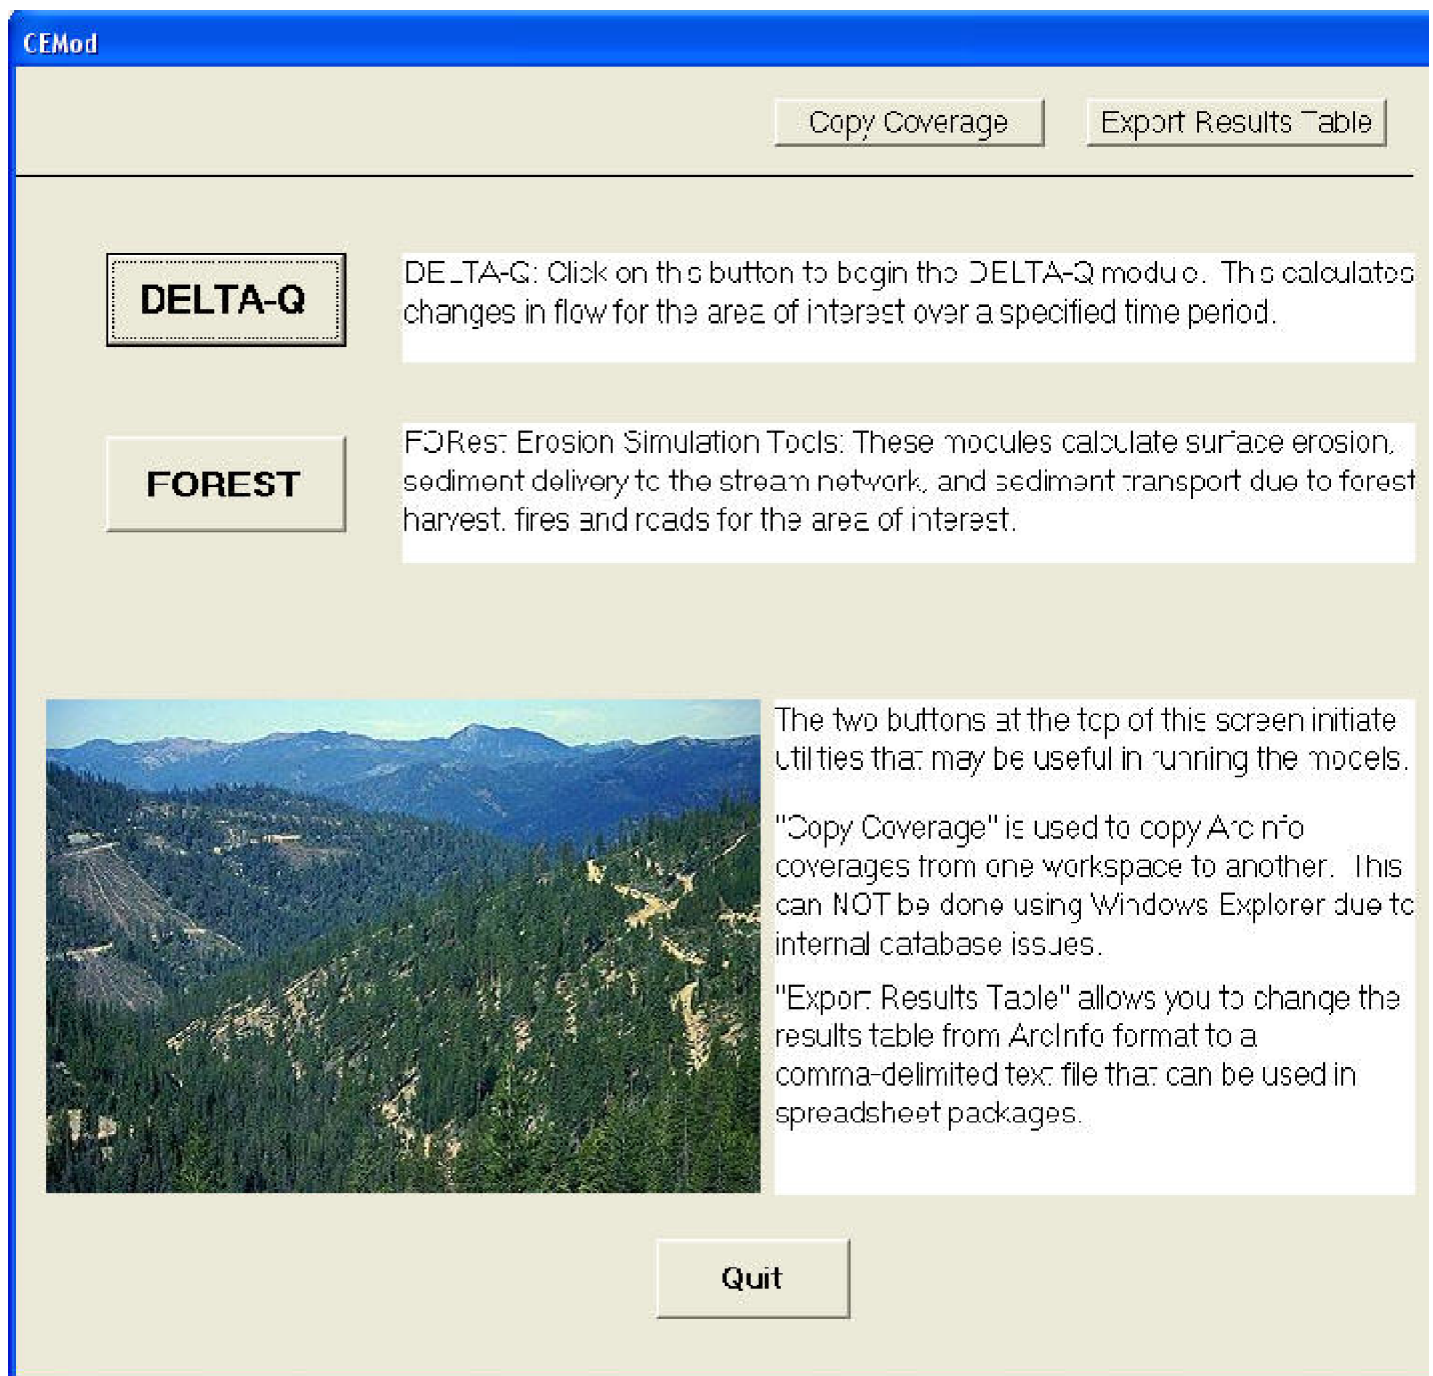 CEMod
Copy Coverage
Export Results Table
DELTA-Q
DELTA-Q: Click on this button to begin the DELTA-Q module. This calculates
changes in flow for the area of interest over a specified time period.
FOREST
FORest Erosion Simulation Tools: These modules calculate surface erosion,
sediment delivery to the stream network, and sediment transport due to forest
harvest, fires and roads for the area of interest.
The two buttons at the top of this screen initiate
utilities that may be useful in running the models.
"Copy Coverage" is used to copy ArcInfo
coverages from one workspace to another. This
can NOT be done using Windows Explorer due to
internal database issues.
"Export Results Table" allows you to change the
results table from ArcInfo format to a
comma-delimited text file that can be used in
spreadsheet packages.
Quit